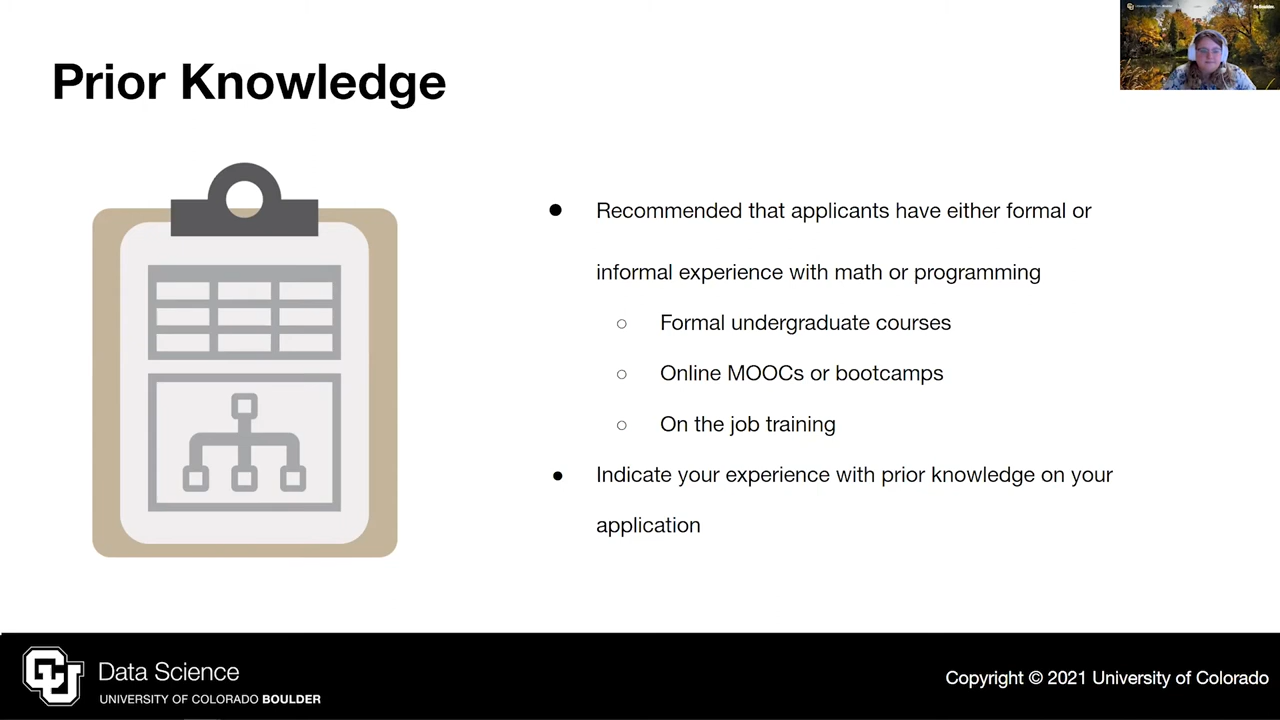 Prior Knowledge
● Recommended that applicants have either formal or
informal experience with math or programming
○ Formal undergraduate courses
○ Online MOOCs or bootcamps
○ On the job training
● Indicate your experience with prior knowledge on your
application
CU Data Science
UNIVERSITY OF COLORADO BOULDER
Copyright © 2021 University of Colorado